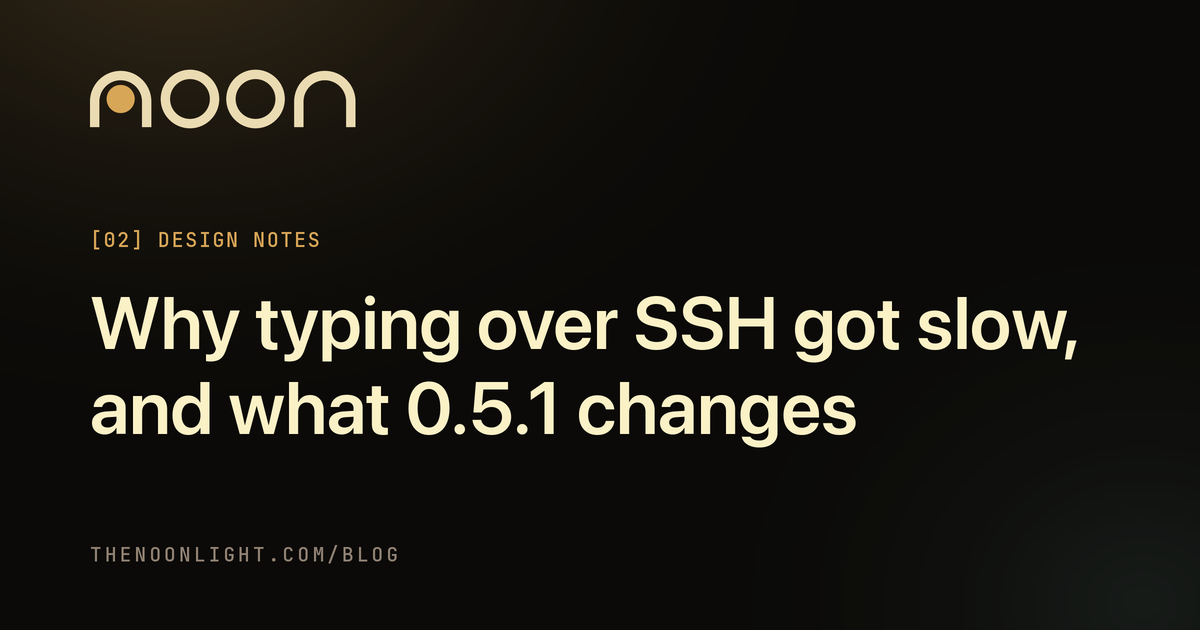 noon
[02] DESIGN NOTES
Why typing over SSH got slow,
and what 0.5.1 changes
THENOONLIGHT.COM/BLOG